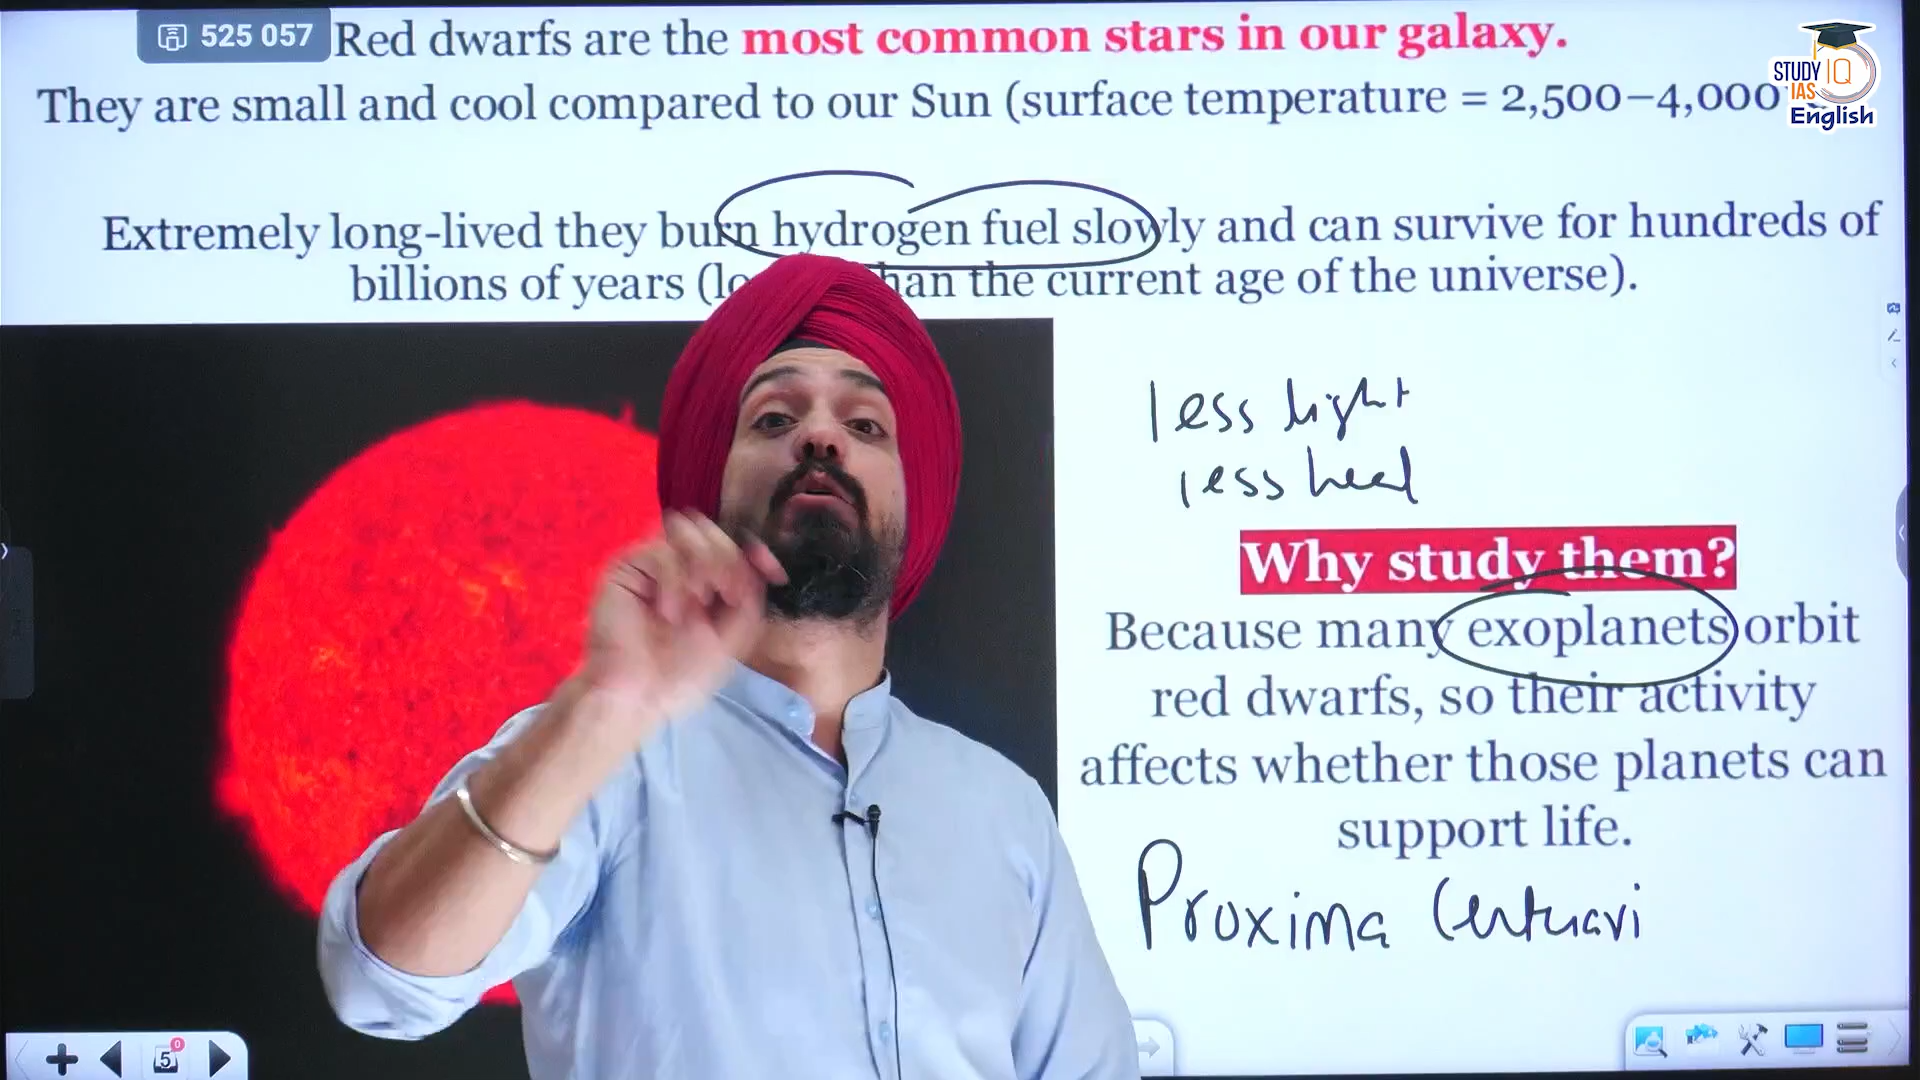 525 057
Red dwarfs are the most common stars in our galaxy.
STUDY IQ
IAS
English
They are small and cool compared to our Sun (surface temperature = 2,500–4,000
Extremely long-lived they burn hydrogen fuel slowly and can survive for hundreds of
billions of years (lo han the current age of the universe).
less light
less heat
Why study them?
Because many exoplanets orbit
red dwarfs, so their activity
affects whether those planets can
support life.
Proxima Centuari
5
0